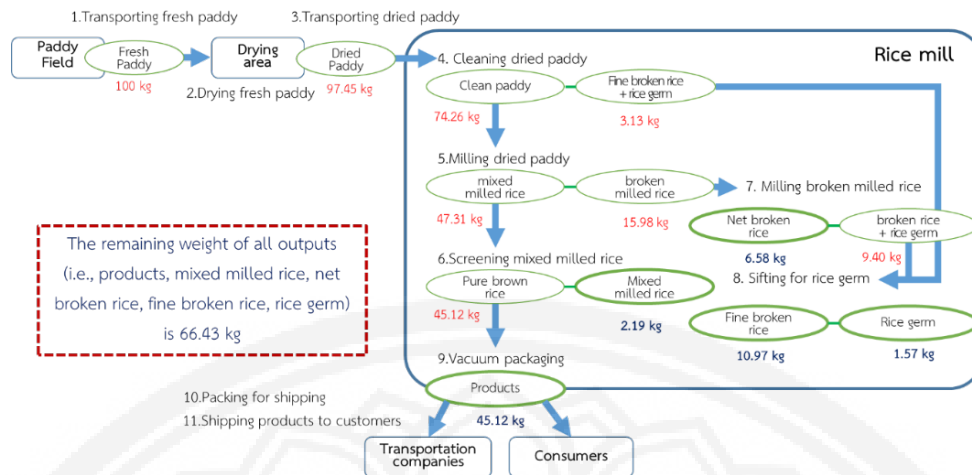 1.Transporting fresh paddy
3. Transporting dried paddy
Paddy
Field
Fresh
Paddy
100 kg
Drying
area
Dried
Paddy
97.45 kg
2.Drying fresh paddy
Rice mill
4. Cleaning dried paddy
Clean paddy
Fine broken rice
+ rice germ
74.26 kg
3.13 kg
5.Milling dried paddy
mixed
milled rice
broken
milled rice
47.31 kg
15.98 kg
7. Milling broken milled rice
Net broken
rice
broken rice
+ rice germ
6.58 kg
9.40 kg
6.Screening mixed milled rice
8. Sifting for rice germ
Pure brown
rice
Mixed
milled rice
45.12 kg
2.19 kg
Fine broken
rice
Rice germ
10.97 kg
1.57 kg
The remaining weight of all outputs
(i.e., products, mixed milled rice, net
broken rice, fine broken rice, rice germ)
is 66.43 kg
9.Vacuum packaging
Products
10.Packing for shipping
11.Shipping products to customers
45.12 kg
Transportation
companies
Consumers